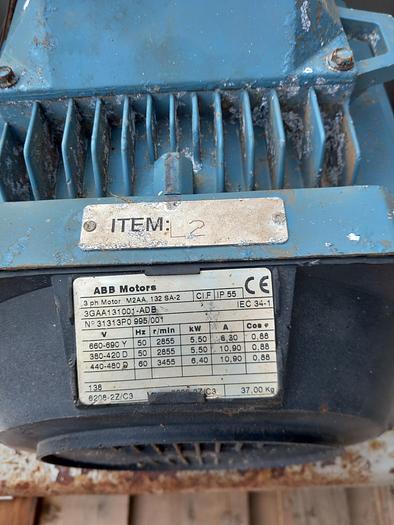 ITEM: L2
ABB Motors CE
3 ph Motor M2AA 132 SA-2 Cl F IP 55 IEC 34-1
3GAA131001-ADB
Nº 31313P0 995/001
V Hz r/min kW A Cos φ
660-690 Y 50 2855 5,50 6,30 0,88
380-420 D 50 2855 5,50 10,90 0,88
440-480 D 60 3455 6,40 10,90 0,88
138
6208-2Z/C3 2Z/C3 37,00 Kg